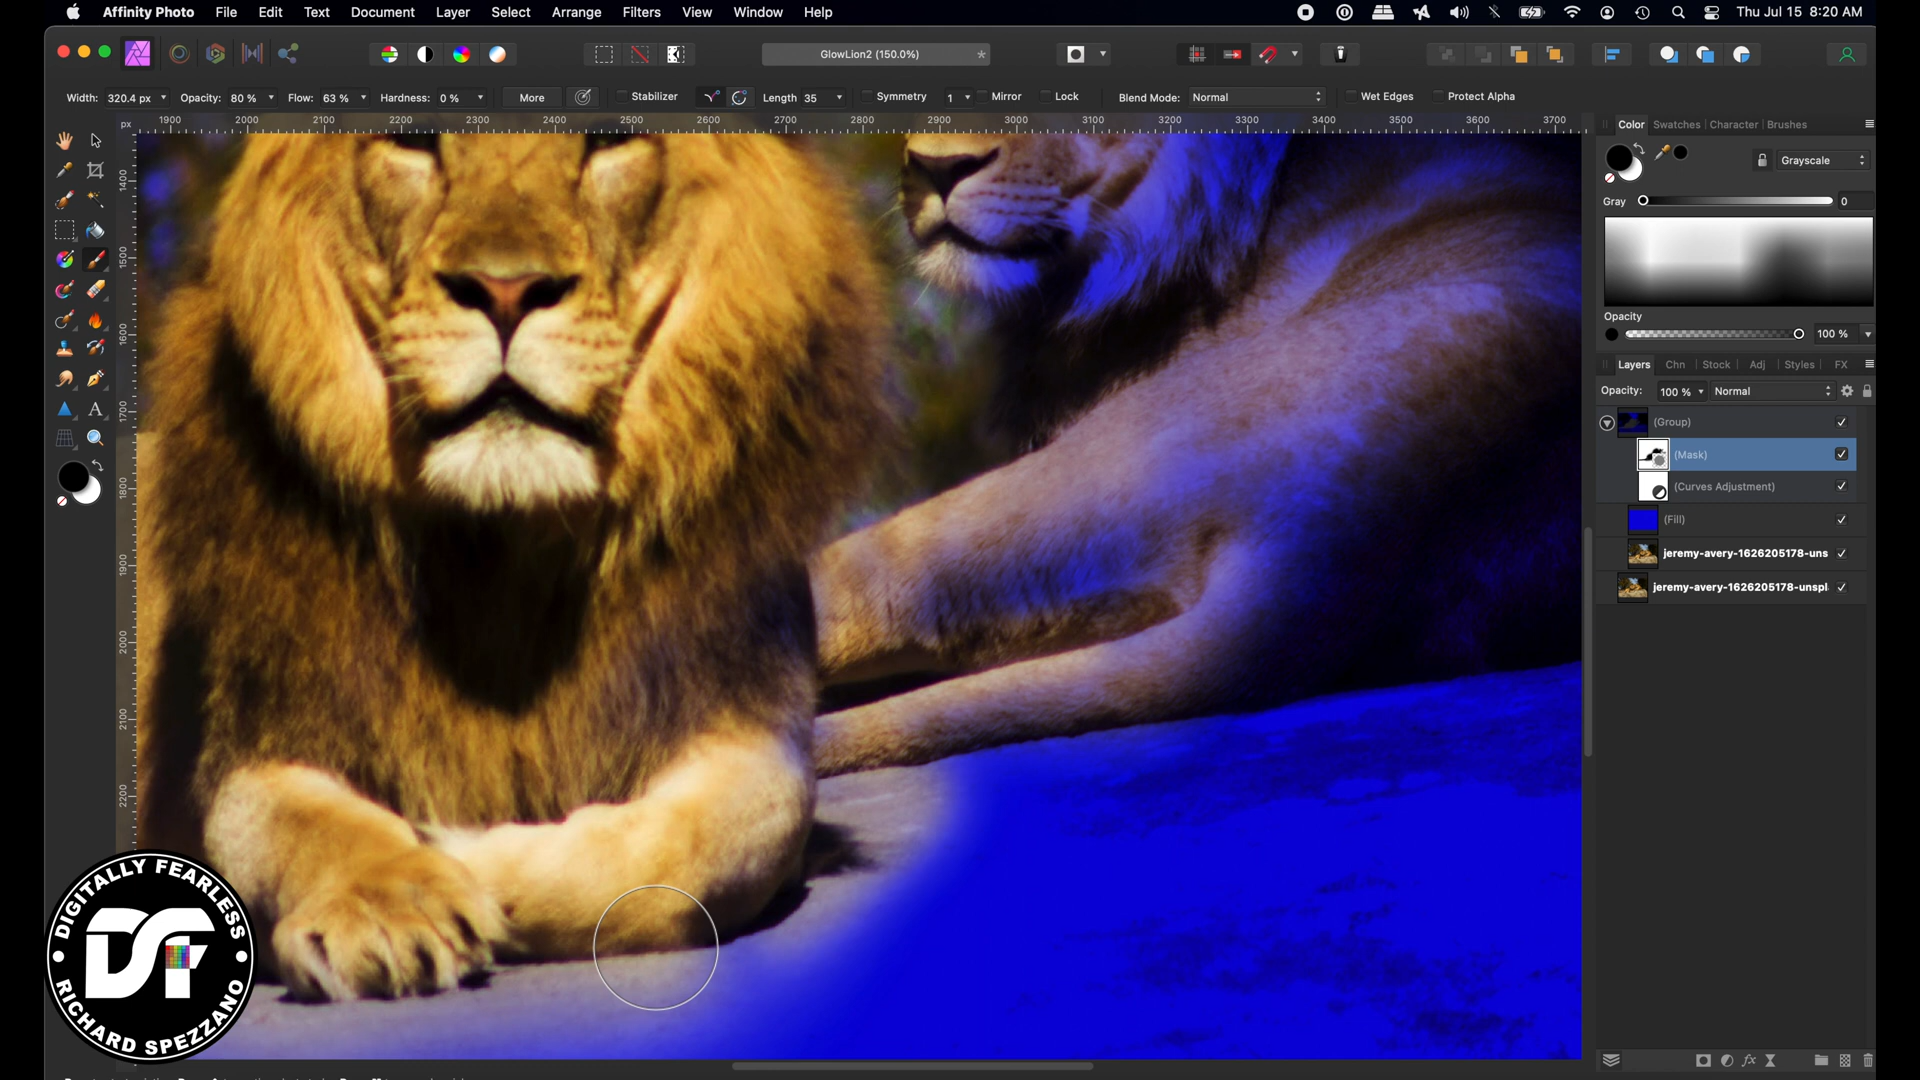 Affinity Photo File Edit Text Document Layer Select Arrange Filters View Window Help Thu Jul 15 8:20 AM
GlowLion2 (150.0%) *
Width: 320.4 px Opacity: 80 % Flow: 63 % Hardness: 0 % More Stabilizer Length 35 Symmetry 1 Mirror Lock Blend Mode: Normal Wet Edges Protect Alpha
px 1900 2000 2100 2200 2300 2400 2500 2600 2700 2800 2900 3000 3100 3200 3300 3400 3500 3600 3700
1400
1500
1600
1700
1800
1900
2000
2100
2200
Color Swatches Character Brushes
Grayscale
Gray 0
Opacity
100 %
Layers Chn Stock Adj Styles FX
Opacity: 100 % Normal
(Group)
(Mask)
(Curves Adjustment)
(Fill)
jeremy-avery-1626205178-uns
jeremy-avery-1626205178-unspl
DIGITALLY FEARLESS
DF
RICHARD SPEZZANO